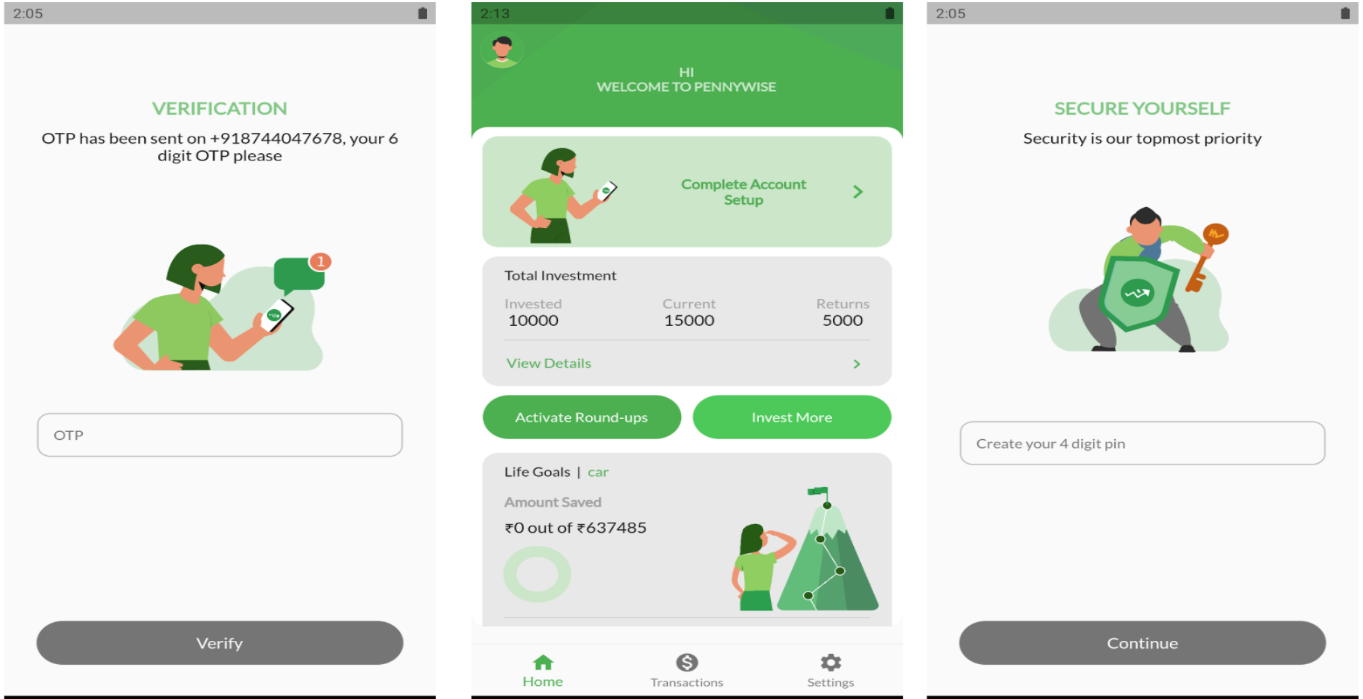 2:05
VERIFICATION
OTP has been sent on +918744047678, your 6
digit OTP please
1
OTP
Verify
2:13
HI
WELCOME TO PENNYWISE
Complete Account
Setup
Total Investment
Invested Current Returns
10000 15000 5000
View Details
Activate Round-ups Invest More
Life Goals | car
Amount Saved
₹0 out of ₹637485
Home Transactions Settings
2:05
SECURE YOURSELF
Security is our topmost priority
Create your 4 digit pin
Continue